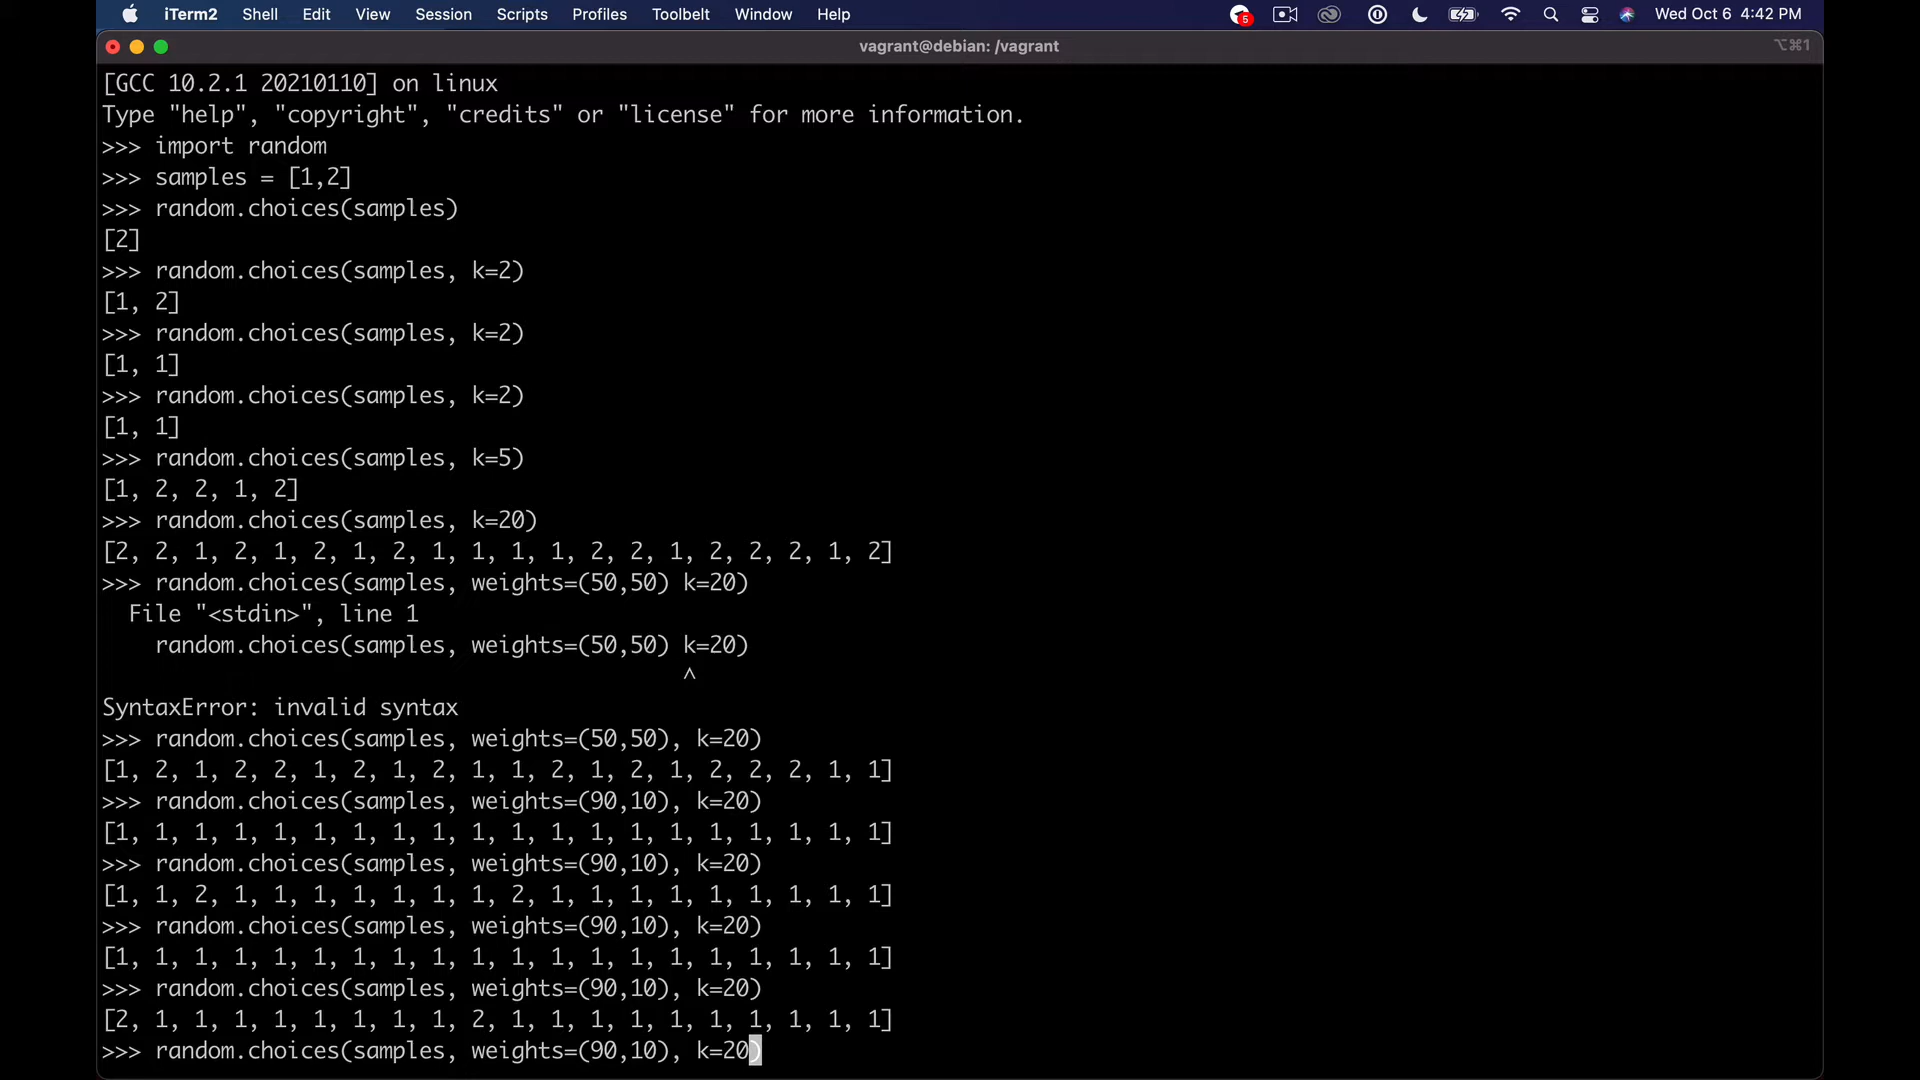 iTerm2 Shell Edit View Session Scripts Profiles Toolbelt Window Help 5 Wed Oct 6 4:42 PM
vagrant@debian: /vagrant ⌥⌘1
[GCC 10.2.1 20210110] on linux
Type "help", "copyright", "credits" or "license" for more information.
>>> import random
>>> samples = [1,2]
>>> random.choices(samples)
[2]
>>> random.choices(samples, k=2)
[1, 2]
>>> random.choices(samples, k=2)
[1, 1]
>>> random.choices(samples, k=2)
[1, 1]
>>> random.choices(samples, k=5)
[1, 2, 2, 1, 2]
>>> random.choices(samples, k=20)
[2, 2, 1, 2, 1, 2, 1, 2, 1, 1, 1, 1, 2, 2, 1, 2, 2, 2, 1, 2]
>>> random.choices(samples, weights=(50,50) k=20)
  File "<stdin>", line 1
    random.choices(samples, weights=(50,50) k=20)
                                            ^
SyntaxError: invalid syntax
>>> random.choices(samples, weights=(50,50), k=20)
[1, 2, 1, 2, 2, 1, 2, 1, 2, 1, 1, 2, 1, 2, 1, 2, 2, 2, 1, 1]
>>> random.choices(samples, weights=(90,10), k=20)
[1, 1, 1, 1, 1, 1, 1, 1, 1, 1, 1, 1, 1, 1, 1, 1, 1, 1, 1, 1]
>>> random.choices(samples, weights=(90,10), k=20)
[1, 1, 2, 1, 1, 1, 1, 1, 1, 1, 2, 1, 1, 1, 1, 1, 1, 1, 1, 1]
>>> random.choices(samples, weights=(90,10), k=20)
[1, 1, 1, 1, 1, 1, 1, 1, 1, 1, 1, 1, 1, 1, 1, 1, 1, 1, 1, 1]
>>> random.choices(samples, weights=(90,10), k=20)
[2, 1, 1, 1, 1, 1, 1, 1, 1, 2, 1, 1, 1, 1, 1, 1, 1, 1, 1, 1]
>>> random.choices(samples, weights=(90,10), k=20)